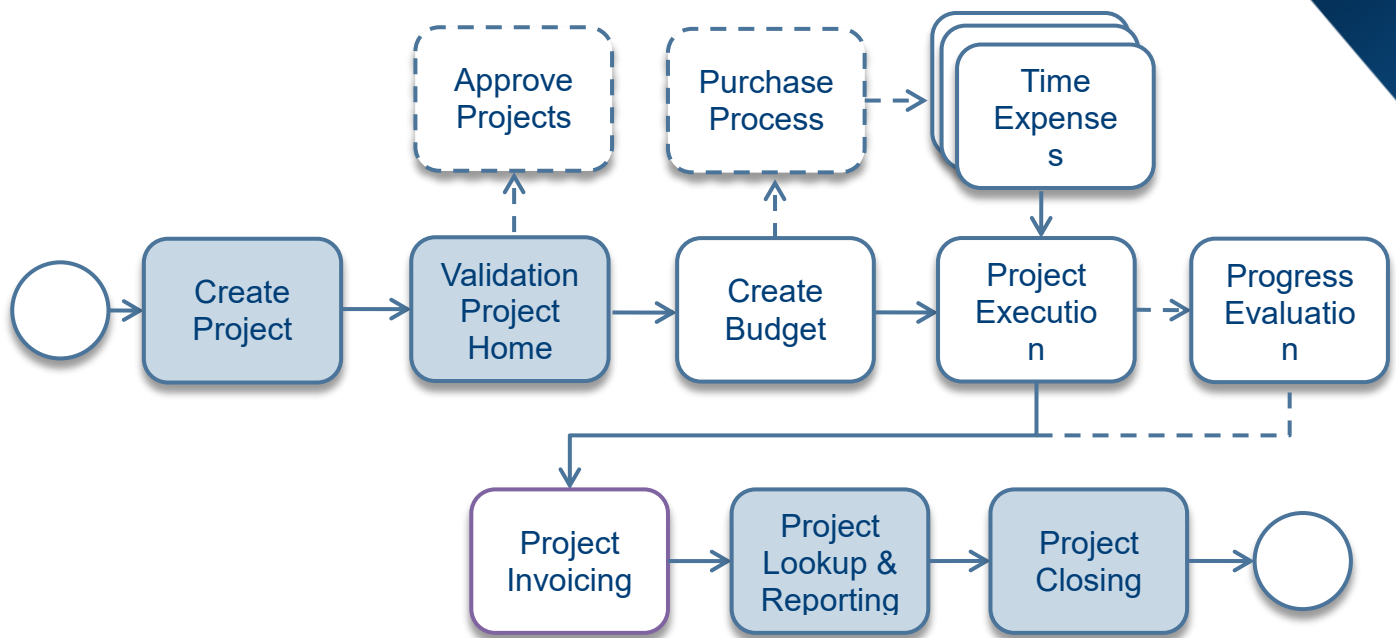 Approve
Projects
Purchase
Process
Time
Expense
s
Create
Project
Validation
Project
Home
Create
Budget
Project
Executio
n
Progress
Evaluatio
n
Project
Invoicing
Project
Lookup &
Reporting
Project
Closing